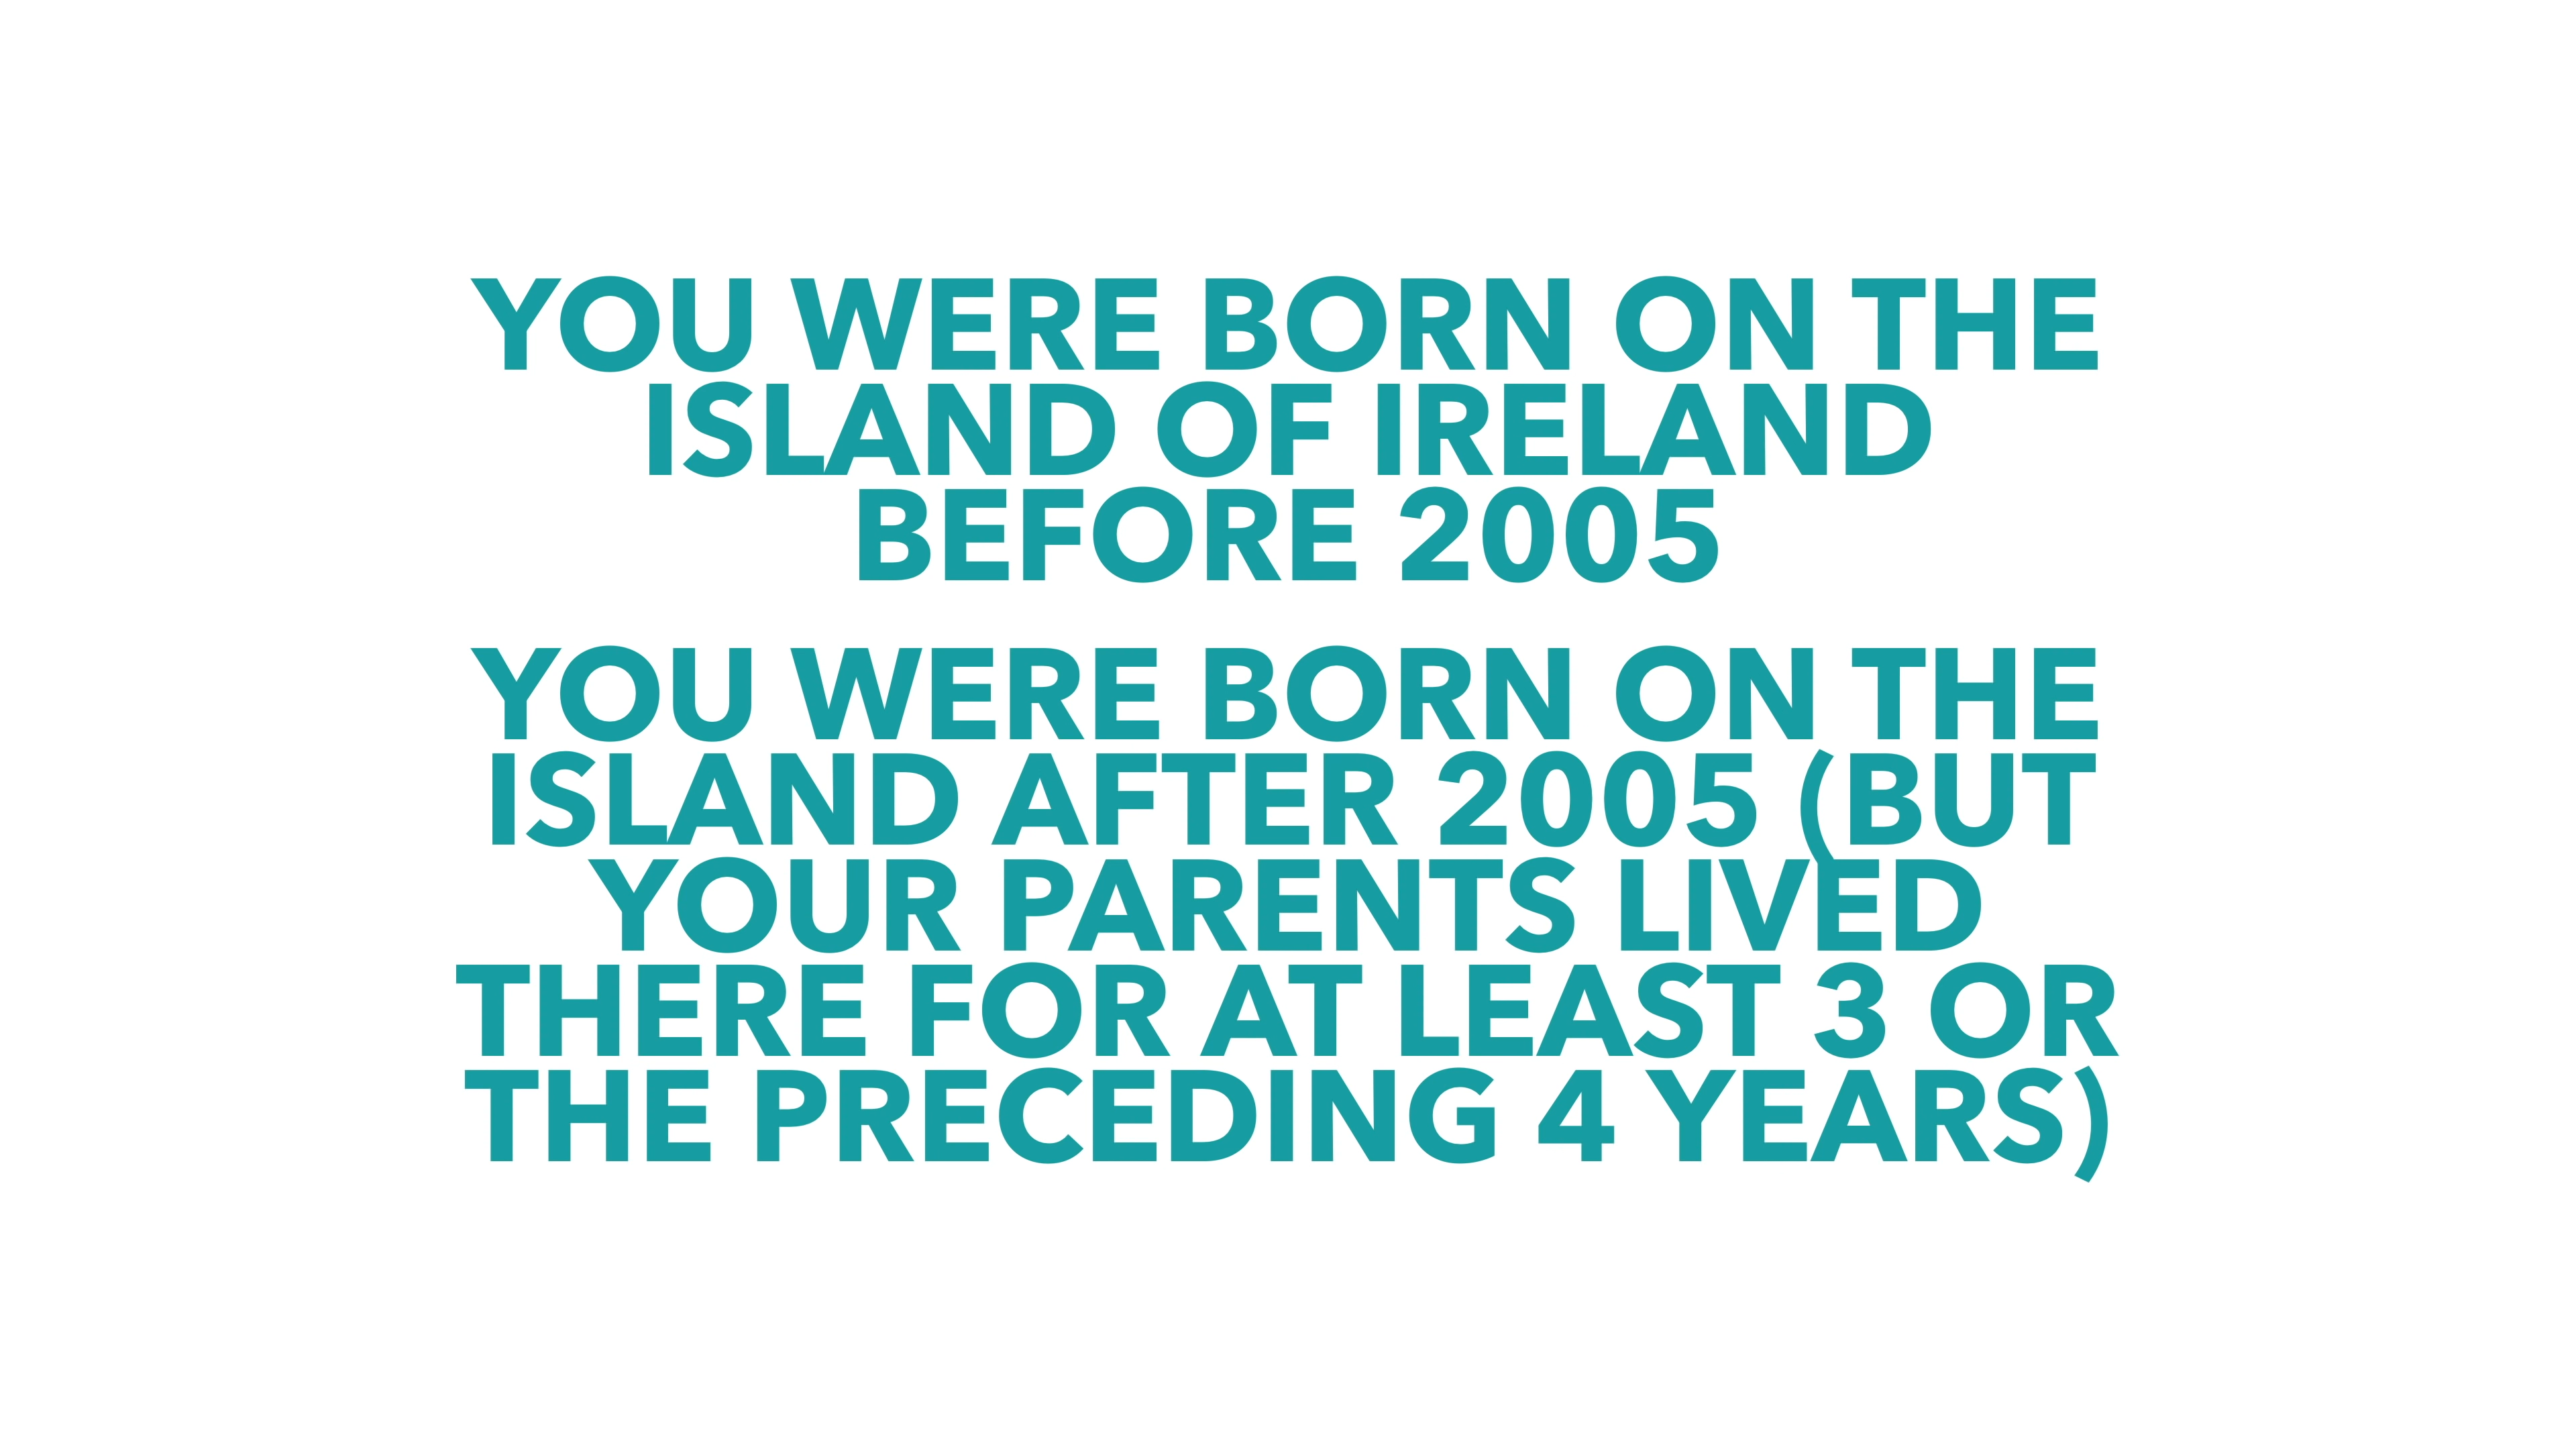 YOU WERE BORN ON THE
ISLAND OF IRELAND
BEFORE 2005
YOU WERE BORN ON THE
ISLAND AFTER 2005 (BUT
YOUR PARENTS LIVED
THERE FOR AT LEAST 3 OR
THE PRECEDING 4 YEARS)